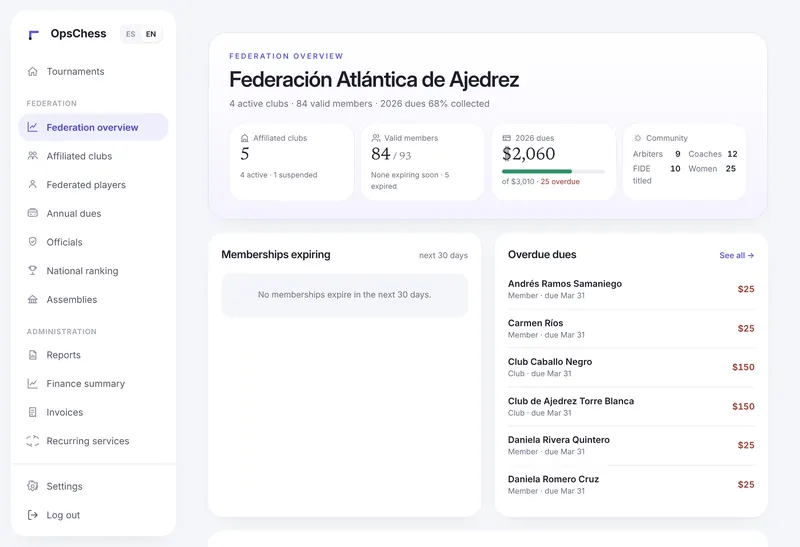 OpsChess
ES EN
Tournaments
FEDERATION
Federation overview
Affiliated clubs
Federated players
Annual dues
Officials
National ranking
Assemblies
ADMINISTRATION
Reports
Finance summary
Invoices
Recurring services
Settings
Log out
FEDERATION OVERVIEW
Federación Atlántica de Ajedrez
4 active clubs · 84 valid members · 2026 dues 68% collected
Affiliated clubs
5
4 active · 1 suspended
Valid members
84 / 93
None expiring soon · 5
expired
2026 dues
$2,060
of $3,010 · 25 overdue
Community
Arbiters 9 Coaches 12
FIDE titled 10 Women 25
Memberships expiring
next 30 days
No memberships expire in the next 30 days.
Overdue dues
See all →
Andrés Ramos Samaniego
Member · due Mar 31
$25
Carmen Ríos
Member · due Mar 31
$25
Club Caballo Negro
Club · due Mar 31
$150
Club de Ajedrez Torre Blanca
Club · due Mar 31
$150
Daniela Rivera Quintero
Member · due Mar 31
$25
Daniela Romero Cruz
Member · due Mar 31
$25